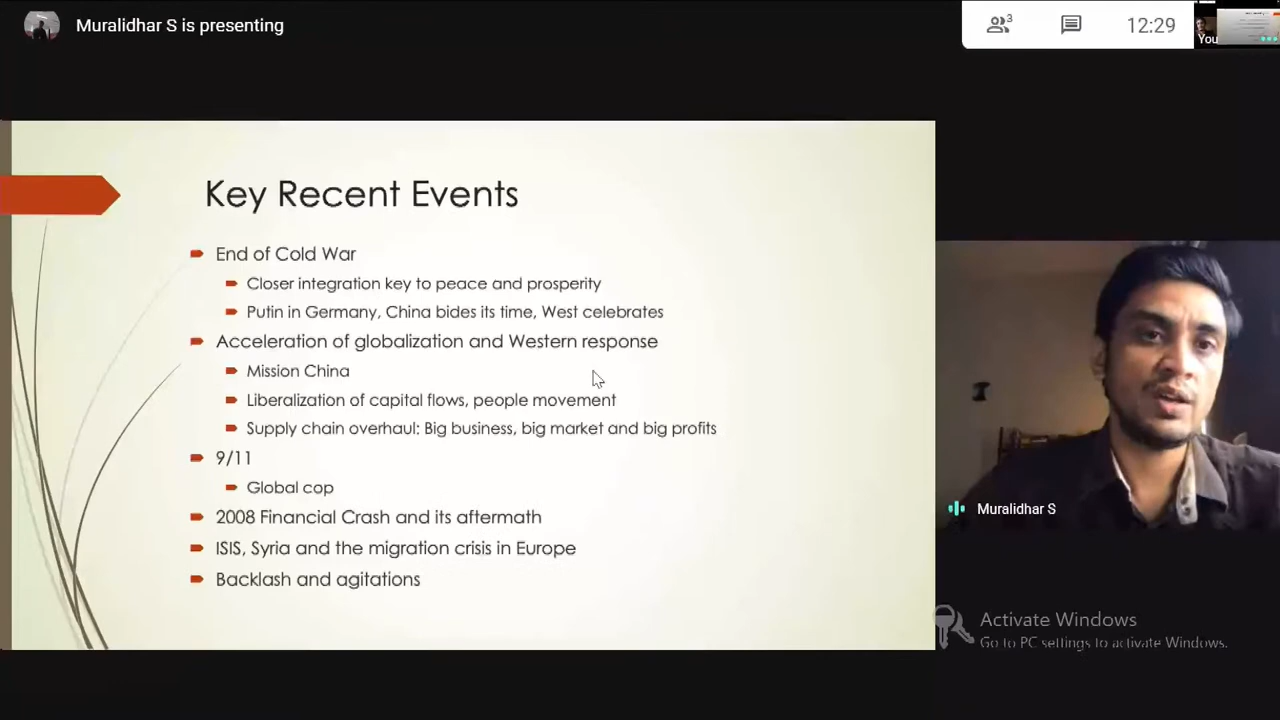 Muralidhar S is presenting
3
12:29
You
Key Recent Events
End of Cold War
Closer integration key to peace and prosperity
Putin in Germany, China bides its time, West celebrates
Acceleration of globalization and Western response
Mission China
Liberalization of capital flows, people movement
Supply chain overhaul: Big business, big market and big profits
9/11
Global cop
2008 Financial Crash and its aftermath
ISIS, Syria and the migration crisis in Europe
Backlash and agitations
Muralidhar S
Activate Windows
Go to PC settings to activate Windows.